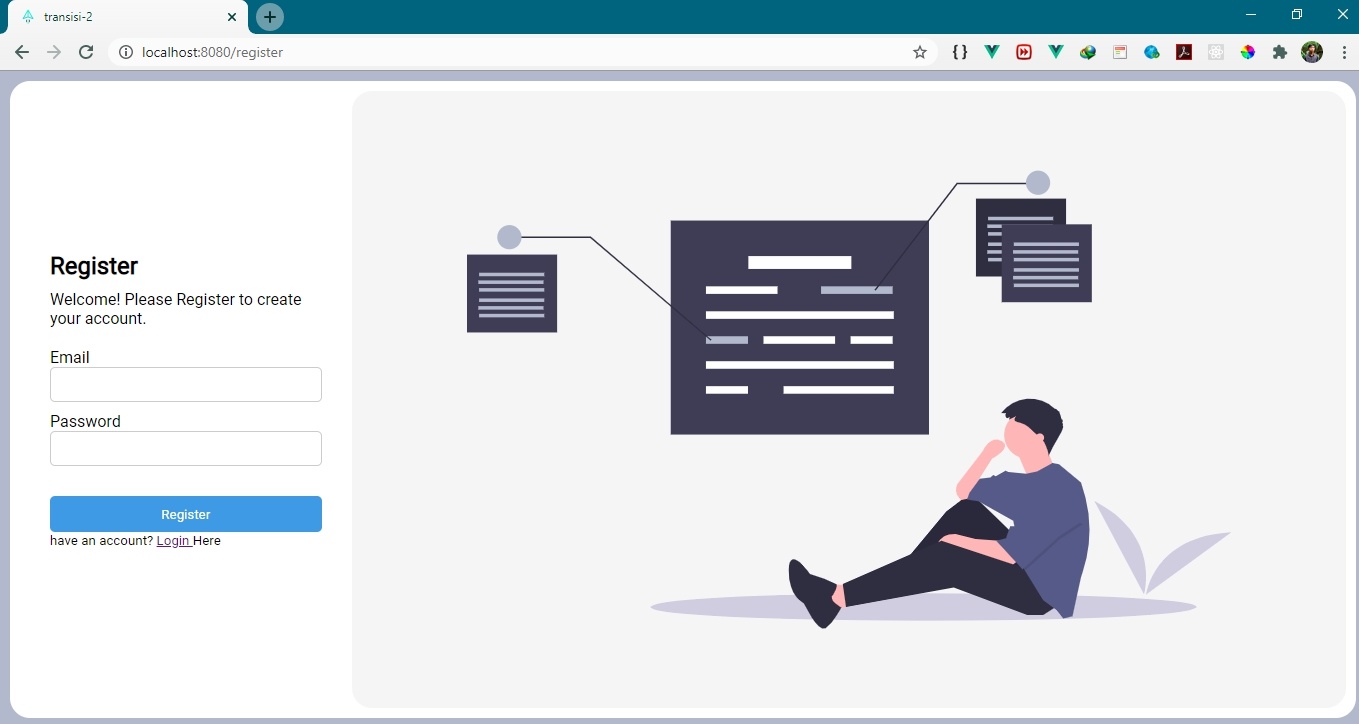 transisi-2
localhost:8080/register
Register
Welcome! Please Register to create
your account.
Email
Password
Register
have an account? Login Here